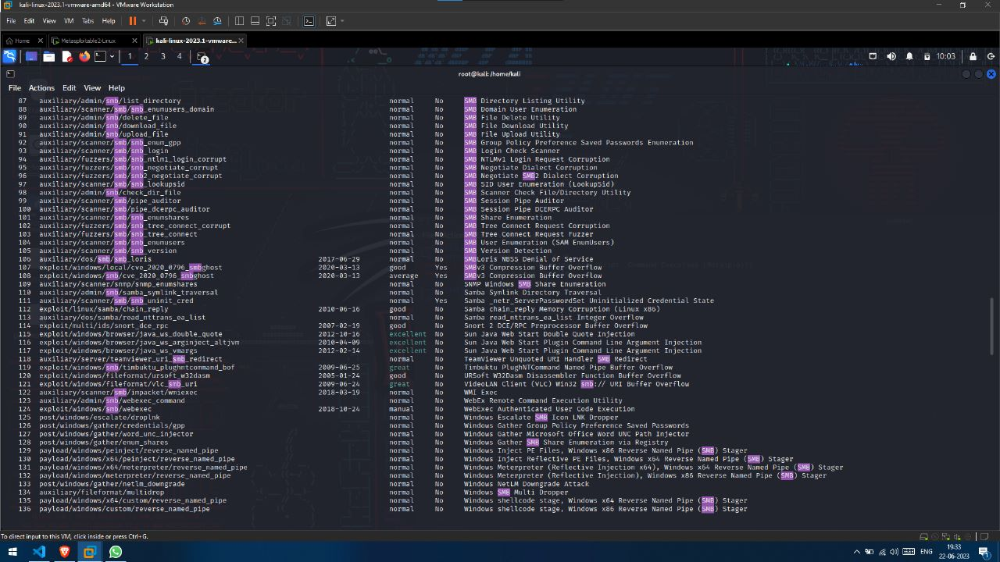 kali-linux-2023.1-vmware-amd64 - VMware Workstation
File Edit View VM Tabs Help
Home Metasploitable2-Linux kali-linux-2023.1-vmware...
1 2 3 4 2 10:03
root@kali: /home/kali
File Actions Edit View Help
87 auxiliary/admin/smb/list_directory normal No SMB Directory Listing Utility
88 auxiliary/scanner/smb/smb_enumusers_domain normal No SMB Domain User Enumeration
89 auxiliary/admin/smb/delete_file normal No SMB File Delete Utility
90 auxiliary/admin/smb/download_file normal No SMB File Download Utility
91 auxiliary/admin/smb/upload_file normal No SMB File Upload Utility
92 auxiliary/scanner/smb/smb_enum_gpp normal No SMB Group Policy Preference Saved Passwords Enumeration
93 auxiliary/scanner/smb/smb_login normal No SMB Login Check Scanner
94 auxiliary/fuzzers/smb/smb_ntlm1_login_corrupt normal No SMB NTLMv1 Login Request Corruption
95 auxiliary/fuzzers/smb/smb_negotiate_corrupt normal No SMB Negotiate Dialect Corruption
96 auxiliary/fuzzers/smb/smb2_negotiate_corrupt normal No SMB Negotiate SMB2 Dialect Corruption
97 auxiliary/scanner/smb/smb_lookupsid normal No SMB SID User Enumeration (LookupSid)
98 auxiliary/admin/smb/check_dir_file normal No SMB Scanner Check File/Directory Utility
99 auxiliary/scanner/smb/pipe_auditor normal No SMB Session Pipe Auditor
100 auxiliary/scanner/smb/pipe_dcerpc_auditor normal No SMB Session Pipe DCERPC Auditor
101 auxiliary/scanner/smb/smb_enumshares normal No SMB Share Enumeration
102 auxiliary/fuzzers/smb/smb_tree_connect_corrupt normal No SMB Tree Connect Request Corruption
103 auxiliary/fuzzers/smb/smb_tree_connect normal No SMB Tree Connect Request Fuzzer
104 auxiliary/scanner/smb/smb_enumusers normal No SMB User Enumeration (SAM EnumUsers)
105 auxiliary/scanner/smb/smb_version normal No SMB Version Detection
106 auxiliary/dos/smb/smb_loris 2017-06-29 normal No SMBLoris NBSS Denial of Service
107 exploit/windows/local/cve_2020_0796_smbghost 2020-03-13 good Yes SMBv3 Compression Buffer Overflow
108 exploit/windows/smb/cve_2020_0796_smbghost 2020-03-13 average Yes SMBv3 Compression Buffer Overflow
109 auxiliary/scanner/snmp/snmp_enumshares normal No SNMP Windows SMB Share Enumeration
110 auxiliary/admin/smb/samba_symlink_traversal normal No Samba Symlink Directory Traversal
111 auxiliary/scanner/smb/smb_uninit_cred normal Yes Samba _netr_ServerPasswordSet Uninitialized Credential State
112 exploit/linux/samba/chain_reply 2010-06-16 good No Samba chain_reply Memory Corruption (Linux x86)
113 auxiliary/dos/samba/read_nttrans_ea_list normal No Samba read_nttrans_ea_list Integer Overflow
114 exploit/multi/ids/snort_dce_rpc 2007-02-19 good No Snort 2 DCE/RPC Preprocessor Buffer Overflow
115 exploit/windows/browser/java_ws_double_quote 2012-10-16 excellent No Sun Java Web Start Double Quote Injection
116 exploit/windows/browser/java_ws_arginject_altjvm 2010-04-09 excellent No Sun Java Web Start Plugin Command Line Argument Injection
117 exploit/windows/browser/java_ws_vmargs 2012-02-14 excellent No Sun Java Web Start Plugin Command Line Argument Injection
118 auxiliary/server/teamviewer_uri_smb_redirect normal No TeamViewer Unquoted URI Handler SMB Redirect
119 exploit/windows/smb/timbuktu_plughntcommand_bof 2009-06-25 great No Timbuktu PlughNTCommand Named Pipe Buffer Overflow
120 exploit/windows/fileformat/ursoft_w32dasm 2005-01-24 good No URSoft W32Dasm Disassembler Function Buffer Overflow
121 exploit/windows/fileformat/vlc_smb_uri 2009-06-24 great No VideoLAN Client (VLC) Win32 smb:// URI Buffer Overflow
122 auxiliary/scanner/smb/impacket/wmiexec 2018-03-19 normal No WMI Exec
123 auxiliary/admin/smb/webexec_command normal No WebEx Remote Command Execution Utility
124 exploit/windows/smb/webexec 2018-10-24 manual No WebExec Authenticated User Code Execution
125 post/windows/escalate/droplnk normal No Windows Escalate SMB Icon LNK Dropper
126 post/windows/gather/credentials/gpp normal No Windows Gather Group Policy Preference Saved Passwords
127 post/windows/gather/word_unc_injector normal No Windows Gather Microsoft Office Word UNC Path Injector
128 post/windows/gather/enum_shares normal No Windows Gather SMB Share Enumeration via Registry
129 payload/windows/peinject/reverse_named_pipe normal No Windows Inject PE Files, Windows x86 Reverse Named Pipe (SMB) Stager
130 payload/windows/x64/peinject/reverse_named_pipe normal No Windows Inject Reflective PE Files, Windows x64 Reverse Named Pipe (SMB) Stager
131 payload/windows/x64/meterpreter/reverse_named_pipe normal No Windows Meterpreter (Reflective Injection x64), Windows x64 Reverse Named Pipe (SMB) Stager
132 payload/windows/meterpreter/reverse_named_pipe normal No Windows Meterpreter (Reflective Injection), Windows x86 Reverse Named Pipe (SMB) Stager
133 post/windows/gather/netlm_downgrade normal No Windows NetLM Downgrade Attack
134 auxiliary/fileformat/multidrop normal No Windows SMB Multi Dropper
135 payload/windows/x64/custom/reverse_named_pipe normal No Windows shellcode stage, Windows x64 Reverse Named Pipe (SMB) Stager
136 payload/windows/custom/reverse_named_pipe normal No Windows shellcode stage, Windows x86 Reverse Named Pipe (SMB) Stager
To direct input to this VM, click inside or press Ctrl+G.
ENG 19:33
22-06-2023 1